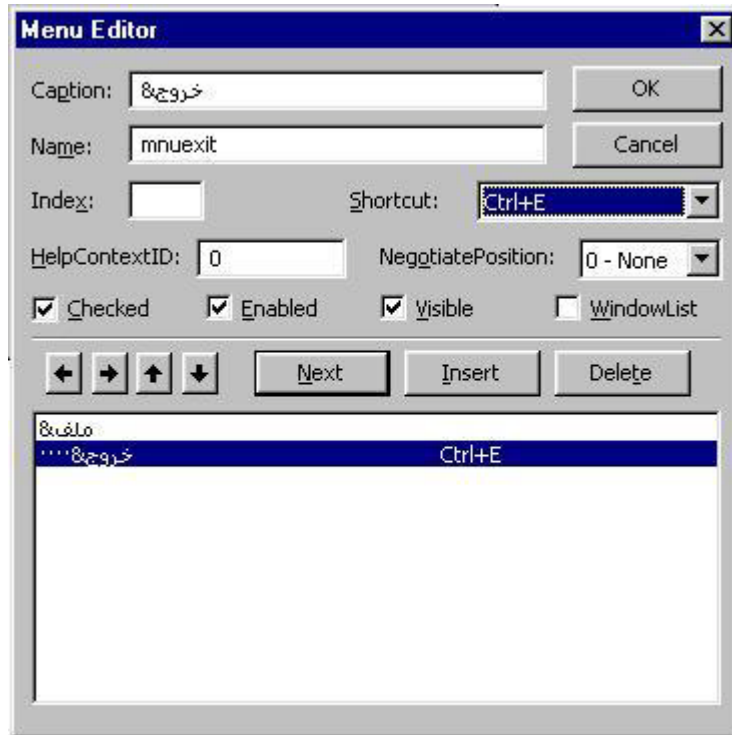 Menu Editor
Caption: &خروج OK
Name: mnuexit Cancel
Index: Shortcut: Ctrl+E
HelpContextID: 0 NegotiatePosition: 0 - None
Checked Enabled Visible WindowList
Next Insert Delete
&ملف
····&خروج Ctrl+E